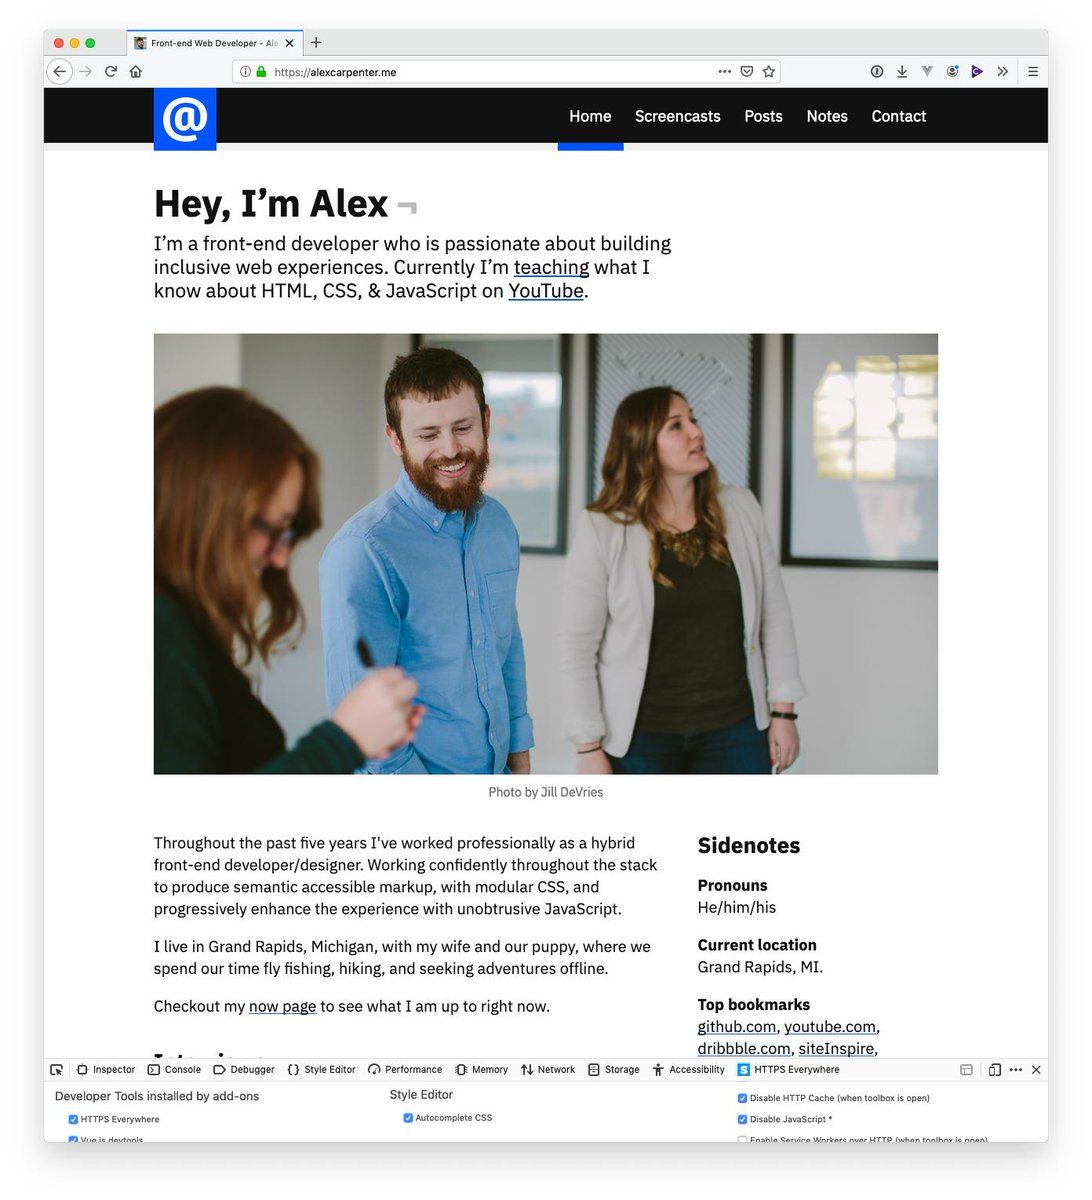 Front-end Web Developer - Ale
https://alexcarpenter.me
@
Home Screencasts Posts Notes Contact
Hey, I’m Alex
I’m a front-end developer who is passionate about building
inclusive web experiences. Currently I’m teaching what I
know about HTML, CSS, & JavaScript on YouTube.
Photo by Jill DeVries
Throughout the past five years I've worked professionally as a hybrid
front-end developer/designer. Working confidently throughout the stack
to produce semantic accessible markup, with modular CSS, and
progressively enhance the experience with unobtrusive JavaScript.
I live in Grand Rapids, Michigan, with my wife and our puppy, where we
spend our time fly fishing, hiking, and seeking adventures offline.
Checkout my now page to see what I am up to right now.
Sidenotes
Pronouns
He/him/his
Current location
Grand Rapids, MI.
Top bookmarks
github.com, youtube.com,
dribbble.com, siteInspire,
Inspector Console Debugger Style Editor Performance Memory Network Storage Accessibility S HTTPS Everywhere
Developer Tools installed by add-ons
HTTPS Everywhere
Vue.js devtools
Style Editor
Autocomplete CSS
Disable HTTP Cache (when toolbox is open)
Disable JavaScript *
Enable Service Workers over HTTP (when toolbox is open)